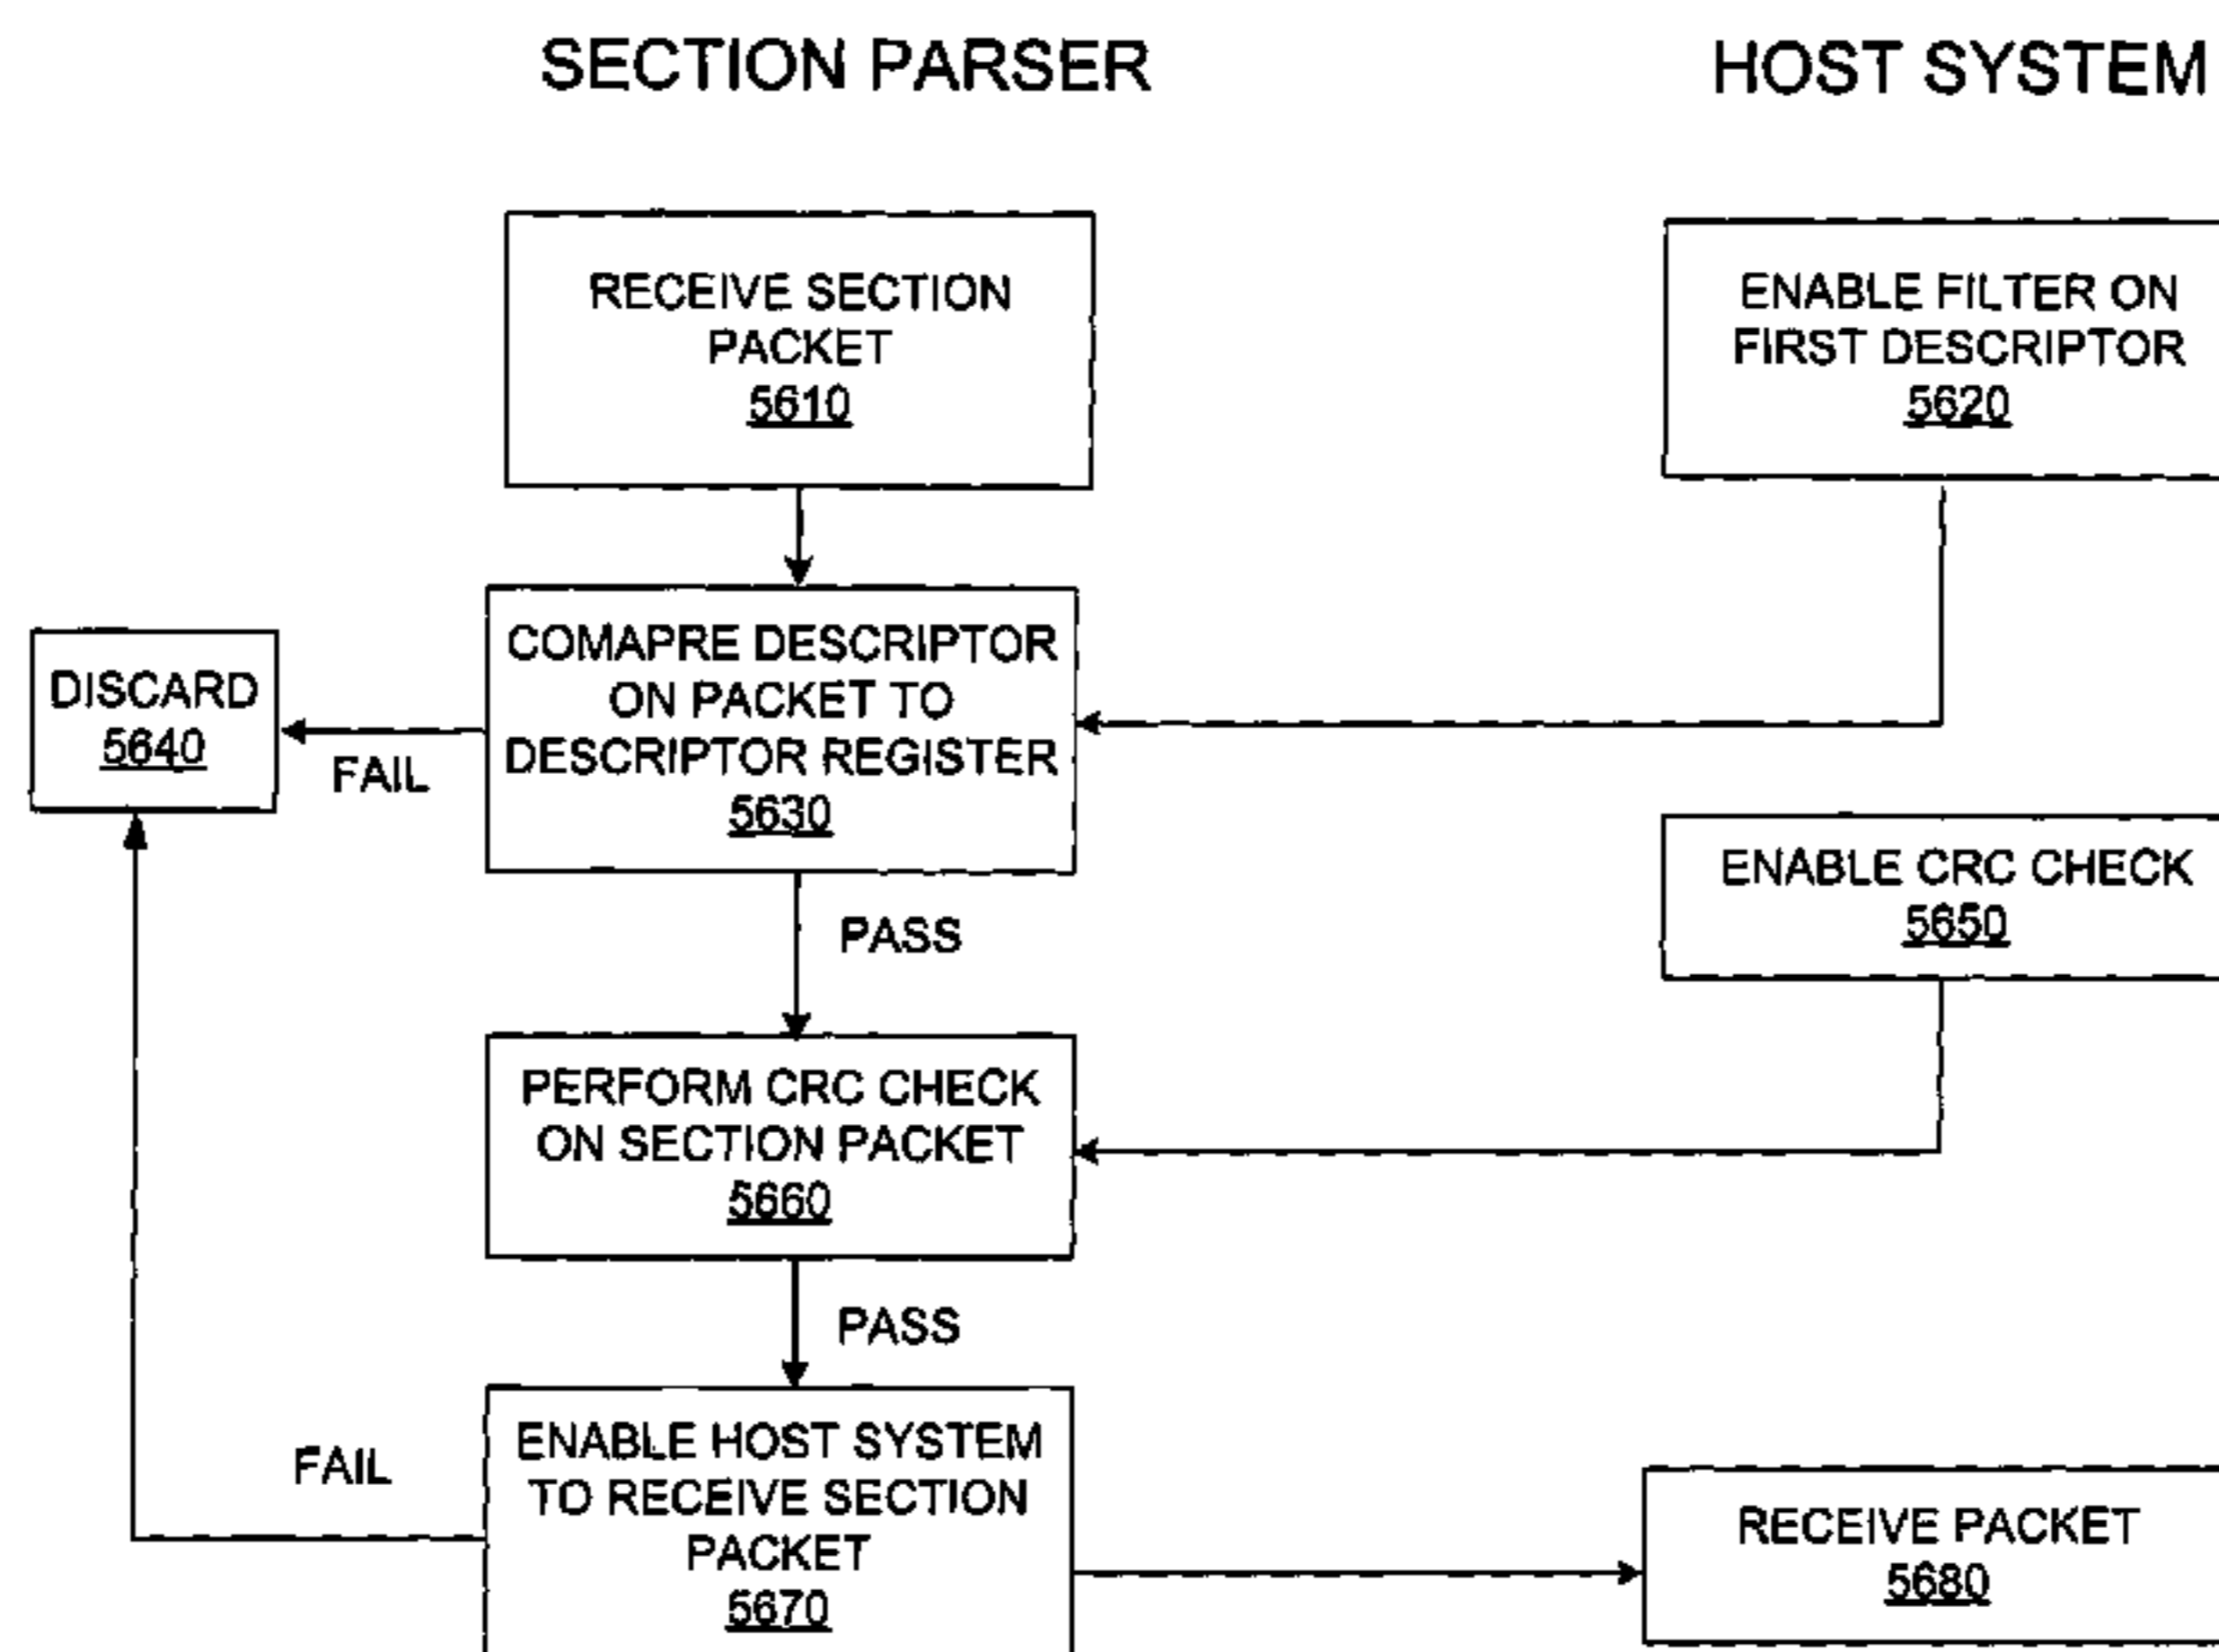 SECTION PARSER
HOST SYSTEM
RECEIVE SECTION
PACKET
5610
ENABLE FILTER ON
FIRST DESCRIPTOR
5620
COMAPRE DESCRIPTOR
ON PACKET TO
DESCRIPTOR REGISTER
5630
DISCARD
5640
FAIL
ENABLE CRC CHECK
5650
PASS
PERFORM CRC CHECK
ON SECTION PACKET
5660
PASS
ENABLE HOST SYSTEM
TO RECEIVE SECTION
PACKET
5670
FAIL
RECEIVE PACKET
5680